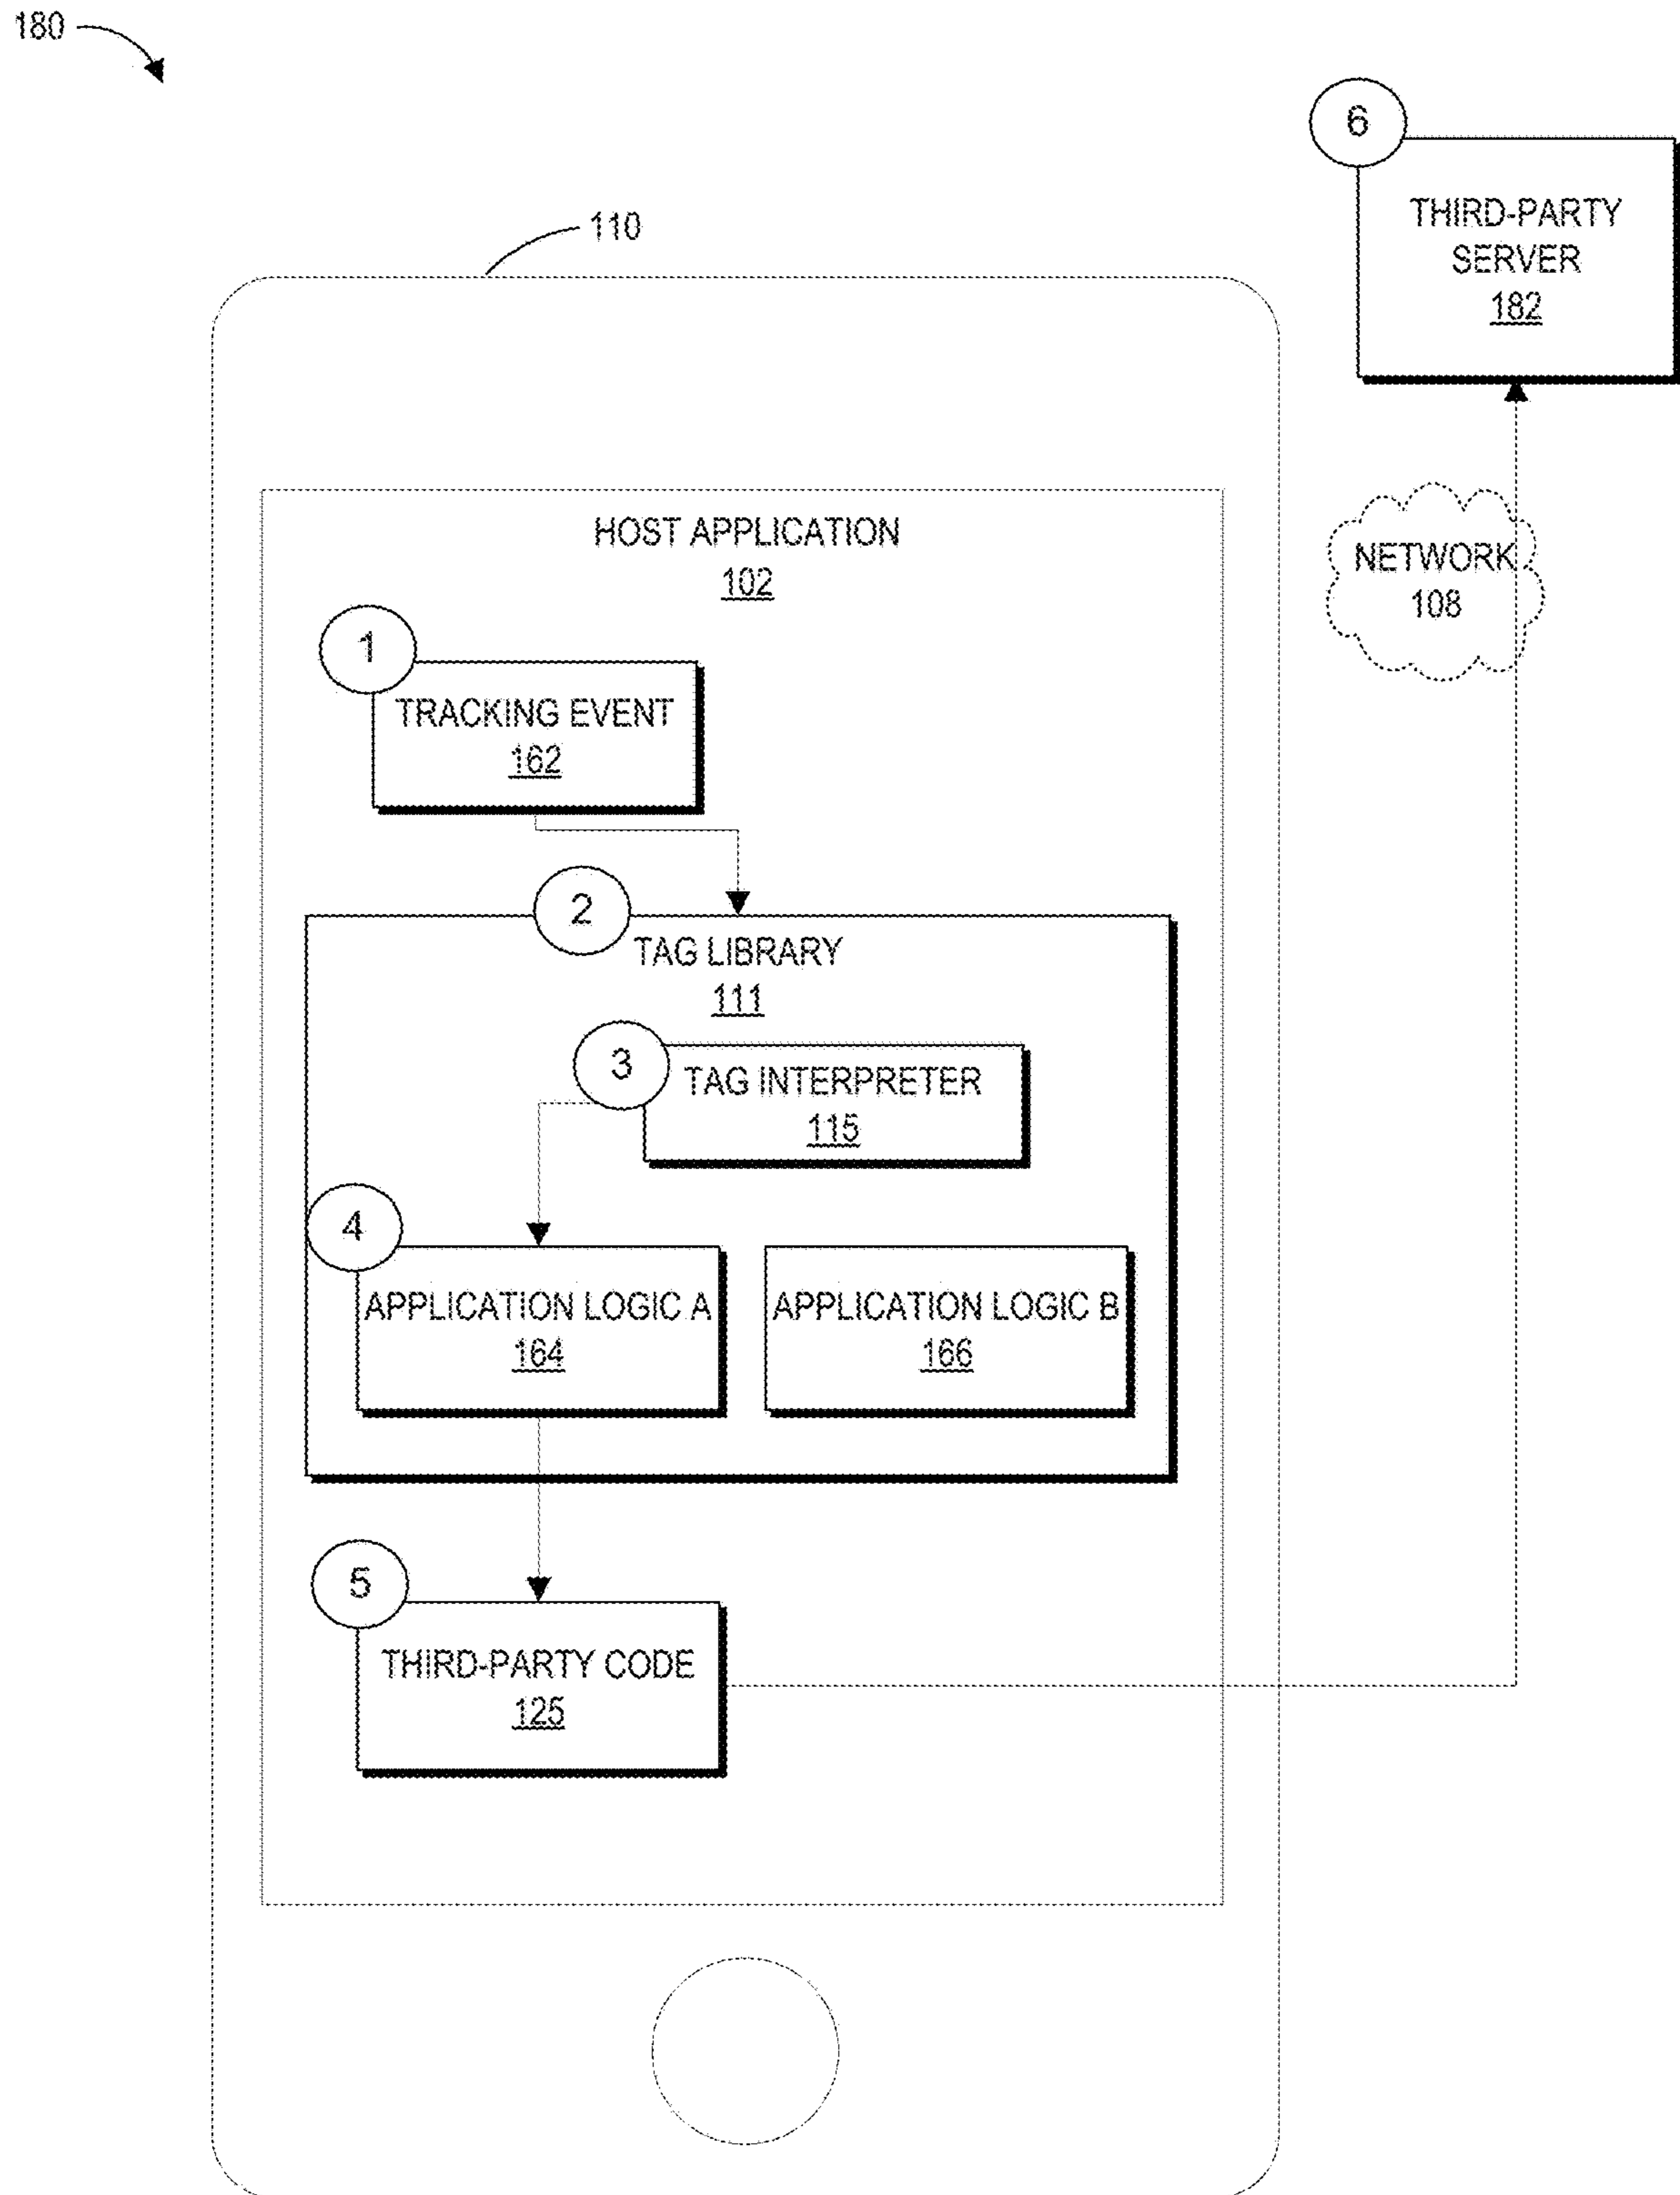 180
6
THIRD-PARTY
SERVER
182
110
HOST APPLICATION
102
NETWORK
108
1
TRACKING EVENT
162
2
TAG LIBRARY
111
3
TAG INTERPRETER
115
4
APPLICATION LOGIC A
164
APPLICATION LOGIC B
166
5
THIRD-PARTY CODE
125